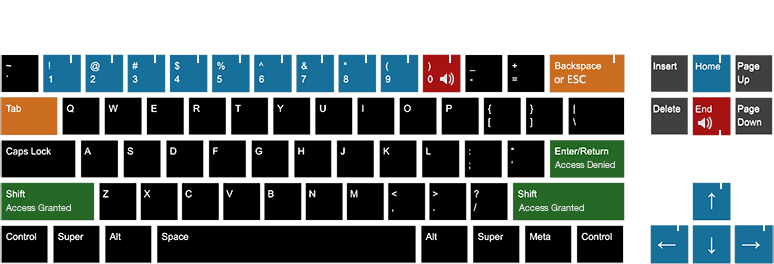 ~ ! @ # $ % ^ & * ( ) _ + Backspace
` 1 2 3 4 5 6 7 8 9 0 - = or ESC
Tab Q W E R T Y U I O P { } |
[ ] \
Caps Lock A S D F G H J K L : " Enter/Return
; ' Access Denied
Shift Z X C V B N M < > ? Shift
Access Granted , . / Access Granted
Control Super Alt Space Alt Super Meta Control
Insert Home Page
Up
Delete End Page
Down
↑
← ↓ →